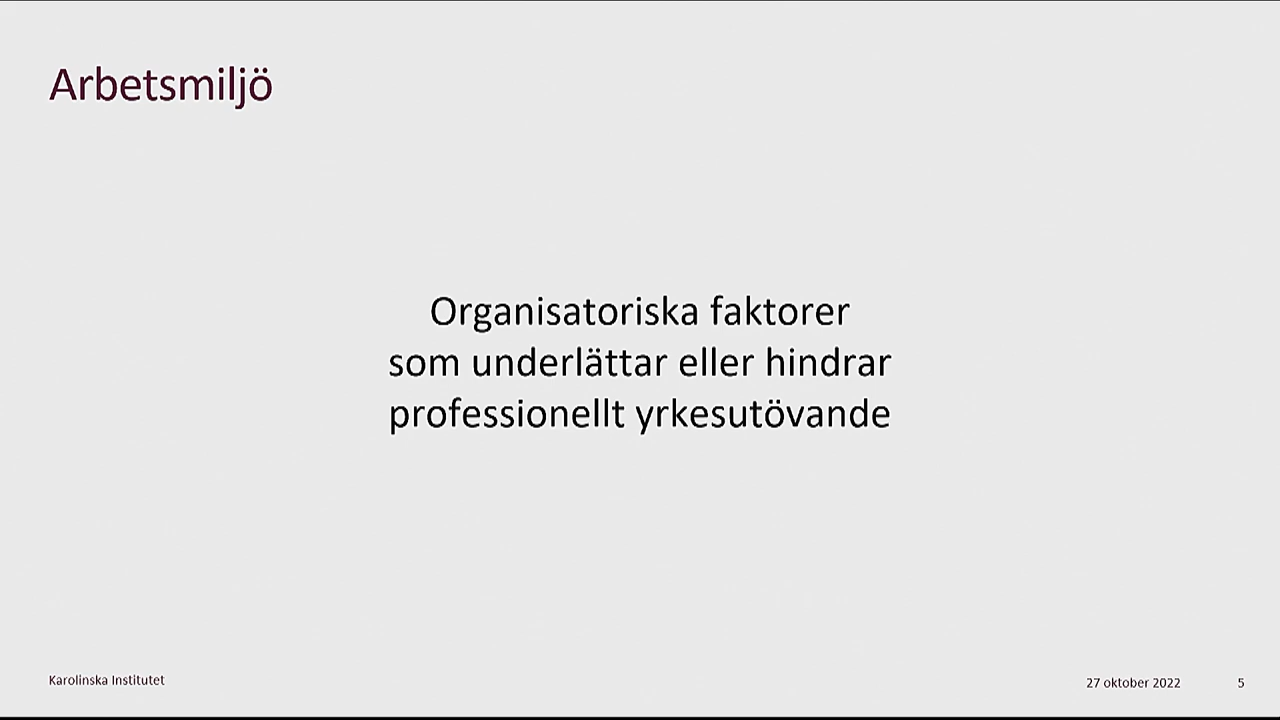 Arbetsmiljö
Organisatoriska faktorer
som underlättar eller hindrar
professionellt yrkesutövande
Karolinska Institutet
27 oktober 2022
5